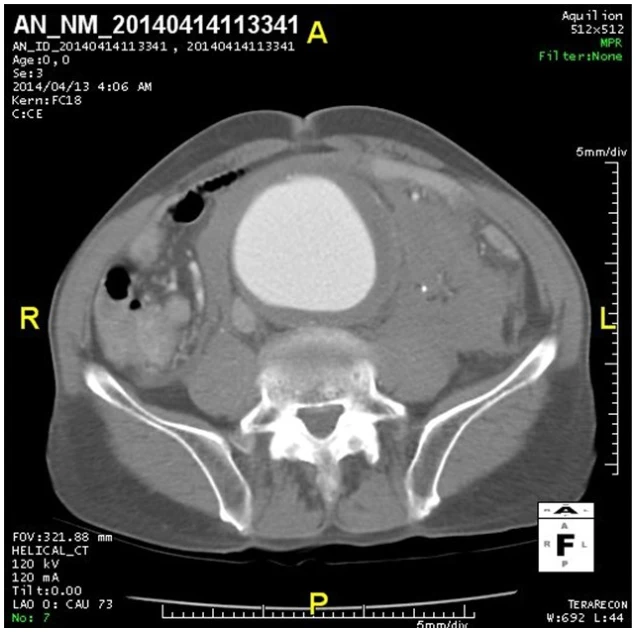 AN_NM_20140414113341
AN_ID_20140414113341 , 20140414113341
Age:0,0
Se:3
2014/04/13 4:06 AM
Kern:FC18
C:CE
A
Aquilion
512x512
MPR
Filter:None
5mm/div
R
L
FOV:321.88 mm
HELICAL_CT
120 kV
120 mA
Tilt:0.00
LAO 0: CAU 73
No: 7
P
5mm/div
A
A
R F L
P
TERARECON
W:692 L:44